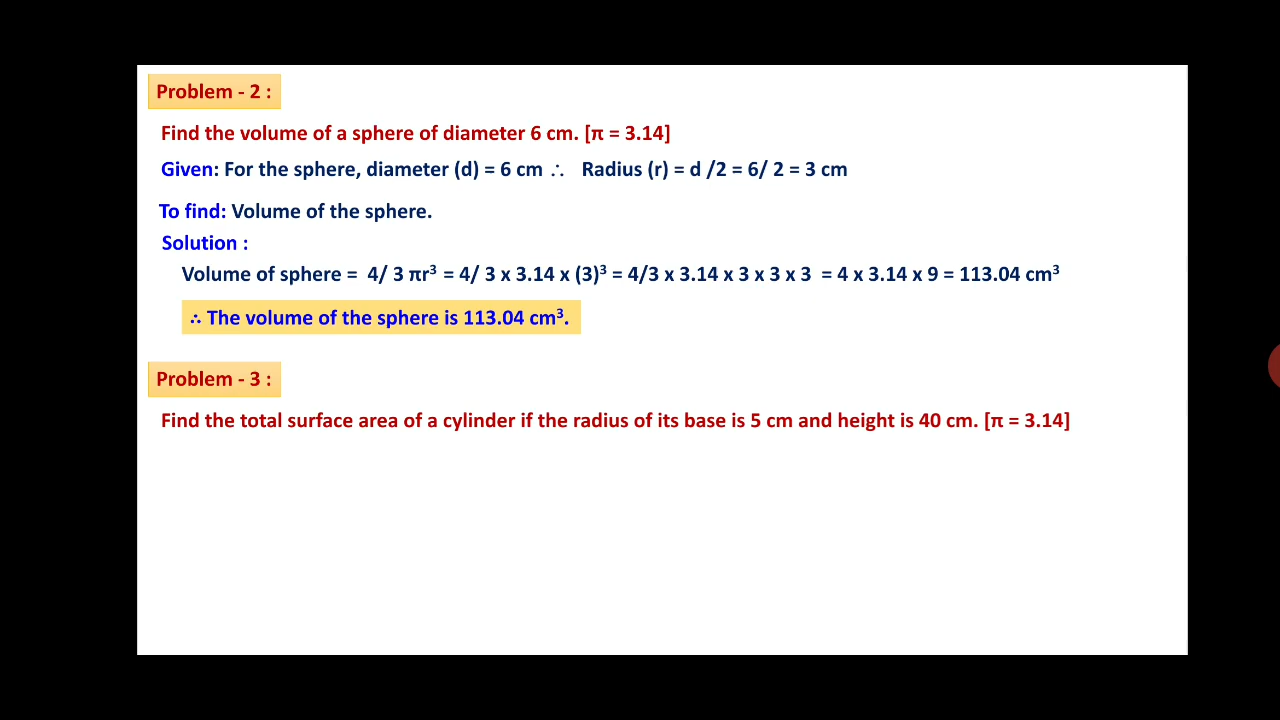 Problem - 2 :
Find the volume of a sphere of diameter 6 cm. [π = 3.14]
Given: For the sphere, diameter (d) = 6 cm ∴ Radius (r) = d /2 = 6/ 2 = 3 cm
To find: Volume of the sphere.
Solution :
Volume of sphere = 4/ 3 πr³ = 4/ 3 x 3.14 x (3)³ = 4/3 x 3.14 x 3 x 3 x 3 = 4 x 3.14 x 9 = 113.04 cm³
∴ The volume of the sphere is 113.04 cm³.
Problem - 3 :
Find the total surface area of a cylinder if the radius of its base is 5 cm and height is 40 cm. [π = 3.14]